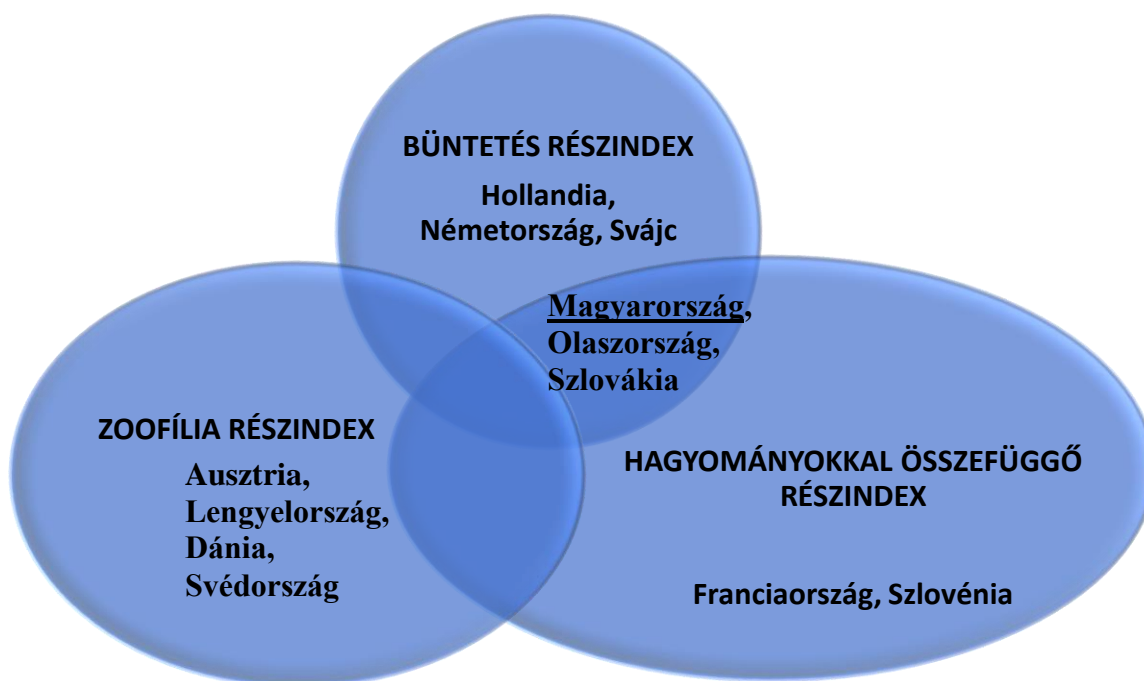 BÜNTETÉS RÉSZINDEX
Hollandia,
Németország, Svájc
Magyarország,
Olaszország,
Szlovákia
ZOOFÍLIA RÉSZINDEX
Ausztria,
Lengyelország,
Dánia,
Svédország
HAGYOMÁNYOKKAL ÖSSZEFÜGGŐ
RÉSZINDEX
Franciaország, Szlovénia